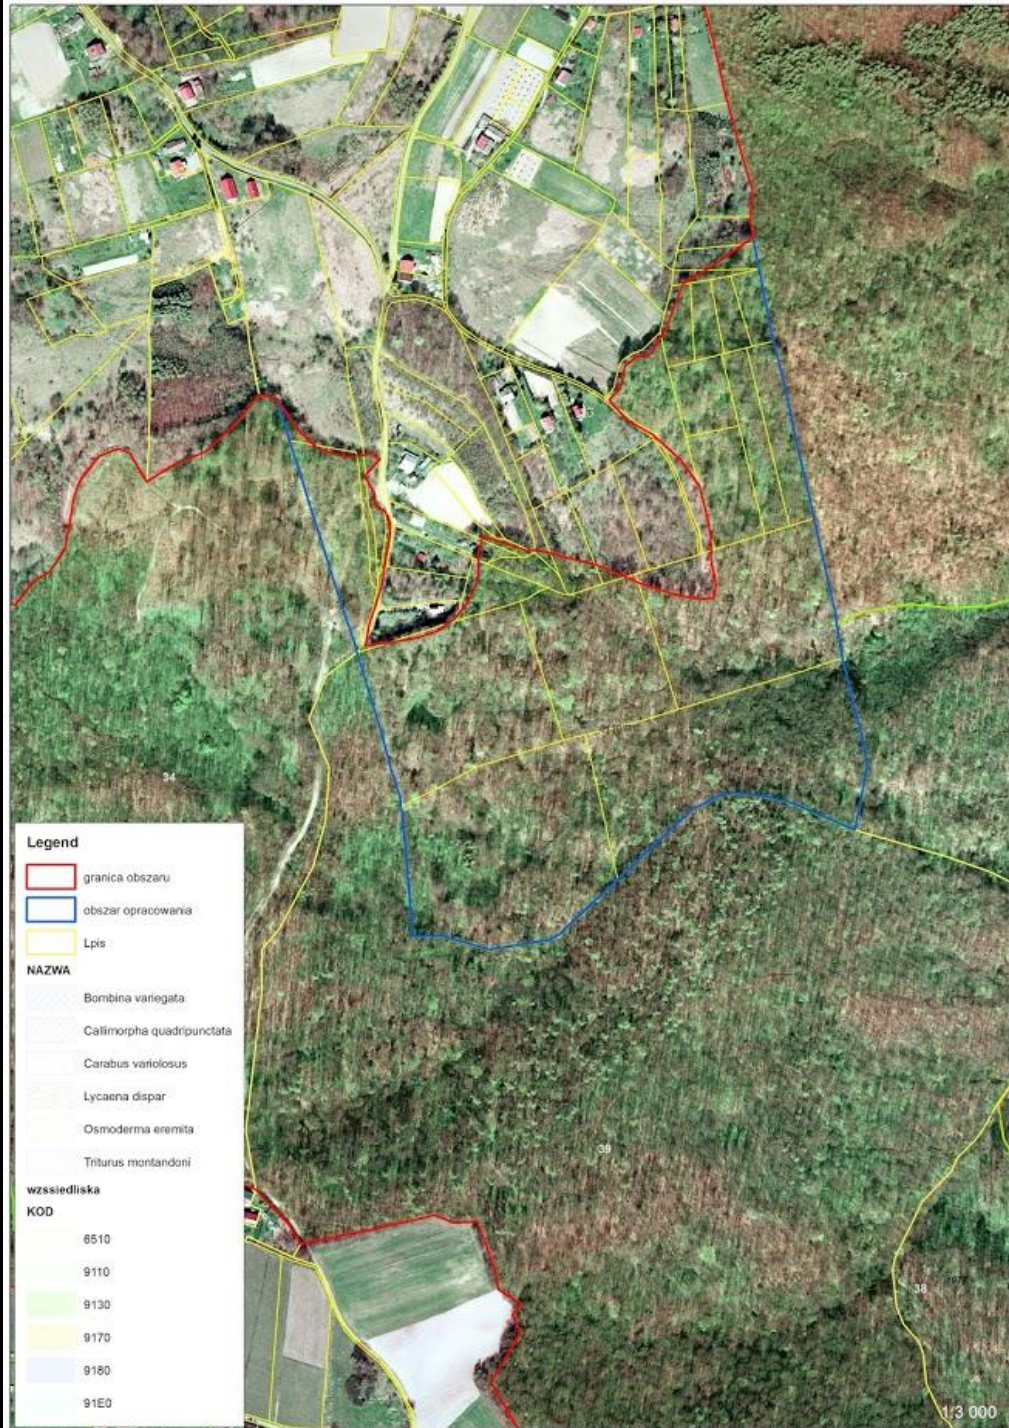 34
Legend
granica obszaru
obszar opracowania
Lpis
NAZWA
Bombina variegata
Callimorpha quadripunctata
Carabus variolosus
Lycaena dispar
Osmoderma eremita
Triturus montandoni
wzssiedliska
KOD
6510
9110
9130
9170
9180
91E0
39
38
1:3 000